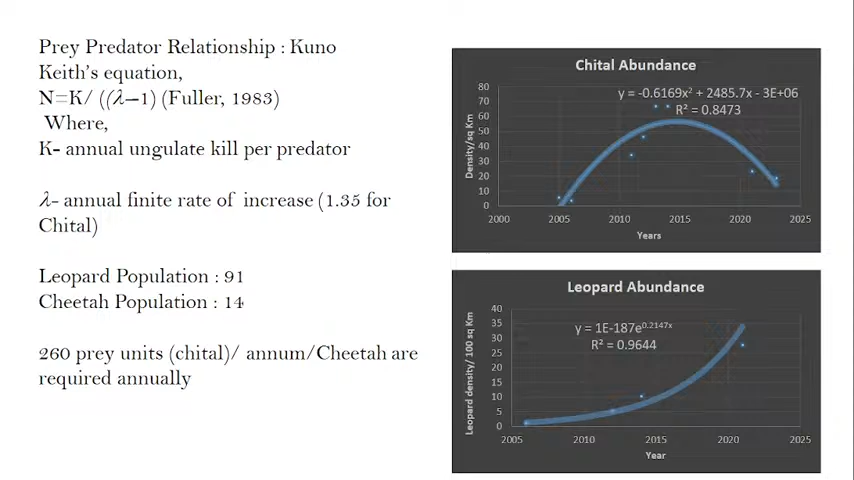 Prey Predator Relationship : Kuno
Keith's equation,
N=K/ ((λ–1) (Fuller, 1983)
Where,
K- annual ungulate kill per predator
λ- annual finite rate of increase (1.35 for
Chital)
Leopard Population : 91
Cheetah Population : 14
260 prey units (chital)/ annum/Cheetah are
required annually
Chital Abundance
y = -0.6169x² + 2485.7x - 3E+06
R² = 0.8473
Density/sq Km
80
70
60
50
40
30
20
10
0
2000 2005 2010 2015 2020 2025
Years
Leopard Abundance
y = 1E-187e^0.2147x
R² = 0.9644
Leopard density/ 100 sq Km
40
35
30
25
20
15
10
5
0
2005 2010 2015 2020 2025
Year